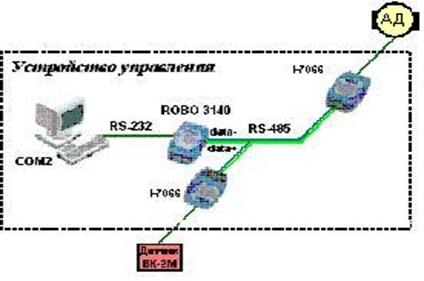 АД
Устройство управления
I-7066
ROBO 3140
RS-232
data-
RS-485
data+
COM2
I-7066
Датчик
ВК-2М